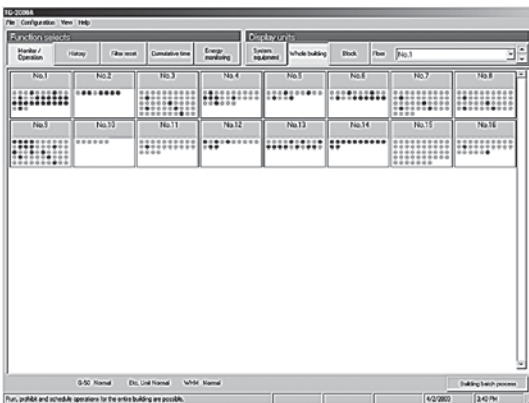 TG-2000A
File Configuration View Help
Function selects
Display units
Monitor / Operation
History
Filter reset
Cumulative time
Energy monitoring
System equipment
Whole building
Block
Floor
No.1
No.1 No.2 No.3 No.4 No.5 No.6 No.7 No.8
No.9 No.10 No.11 No.12 No.13 No.14 No.15 No.16
G-50 Normal Etc. Unit Normal WHM Normal
Building batch process
Run, prohibit and schedule operations for the entire building are possible.
4/2/2003 3:40 PM